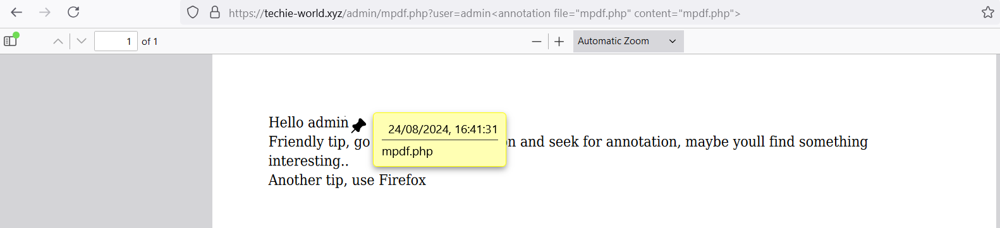 https://techie-world.xyz/admin/mpdf.php?user=admin<annotation file="mpdf.php" content="mpdf.php">
1 of 1
Automatic Zoom
Hello admin
24/08/2024, 16:41:31
Friendly tip, go and seek for annotation, maybe youll find something
mpdf.php
interesting..
Another tip, use Firefox